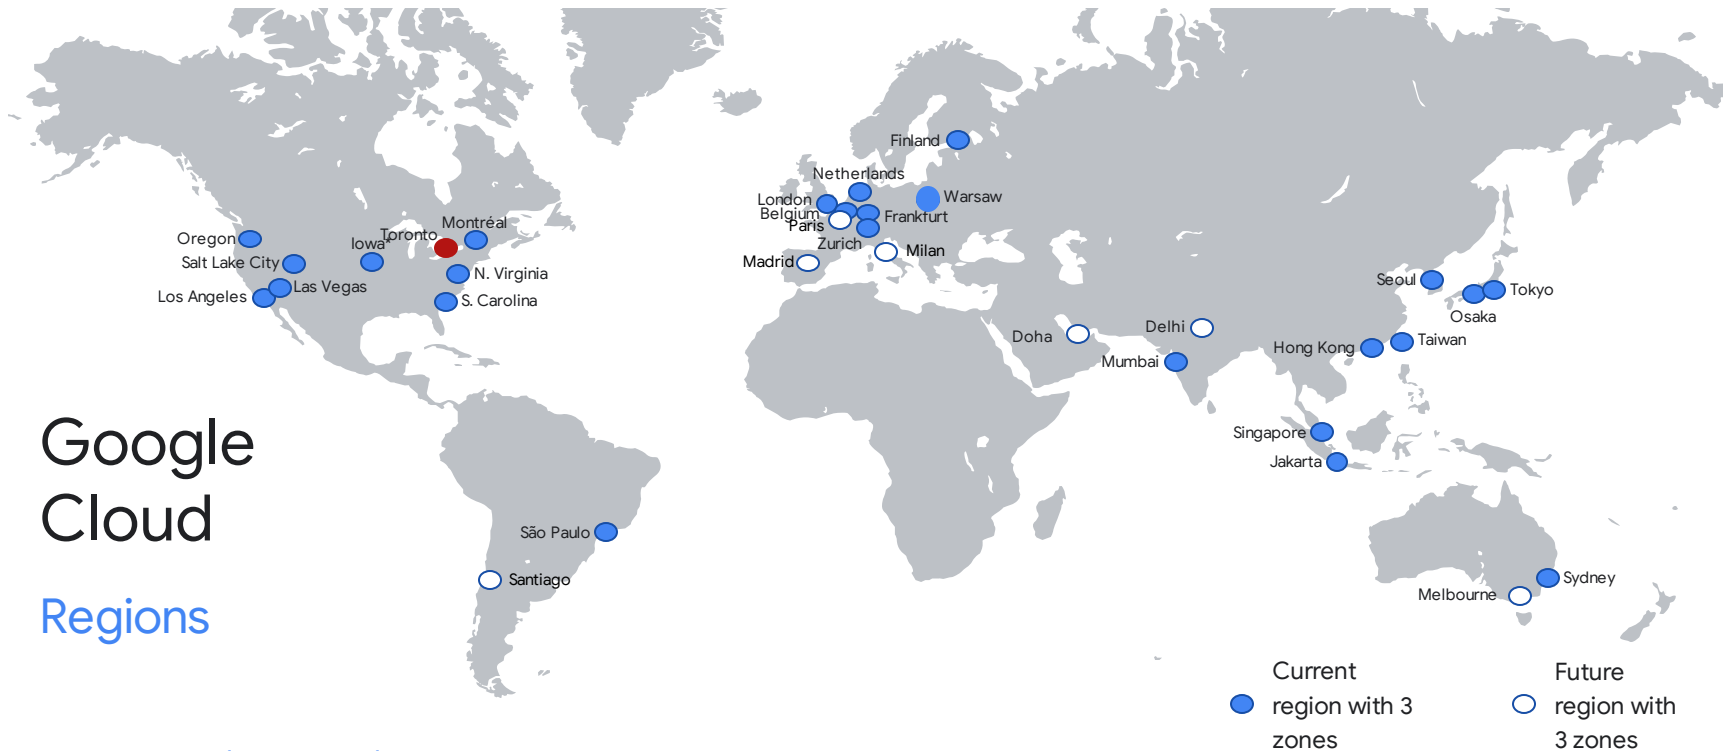 Finland
Netherlands
London
Warsaw
Belgium
Frankfurt
Paris
Zurich
Milan
Madrid
Montréal
Toronto
Oregon
Iowa*
Salt Lake City
N. Virginia
Las Vegas
Los Angeles
S. Carolina
Seoul
Tokyo
Osaka
Doha
Delhi
Taiwan
Hong Kong
Mumbai
Singapore
Jakarta
Google
Cloud
São Paulo
Santiago
Sydney
Melbourne
Regions
Current
region with 3
zones
Future
region with
3 zones